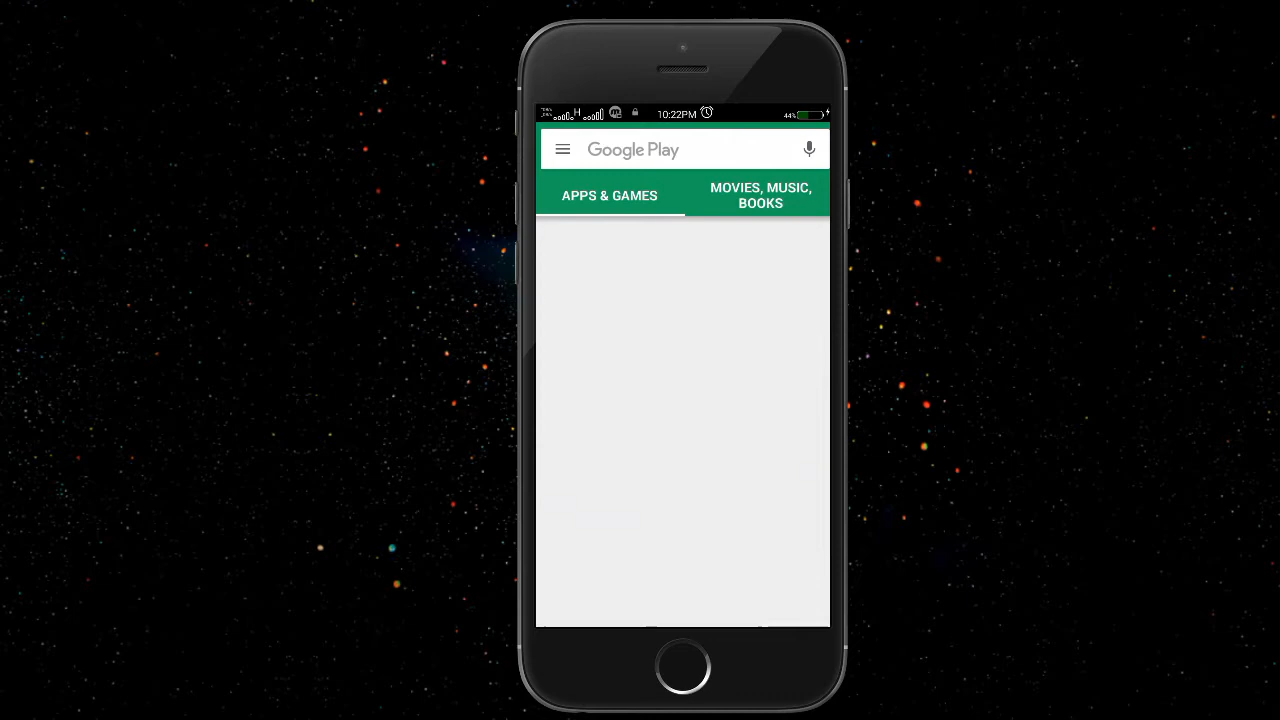 H 10:22PM 44%
Google Play
APPS & GAMES
MOVIES, MUSIC,
BOOKS